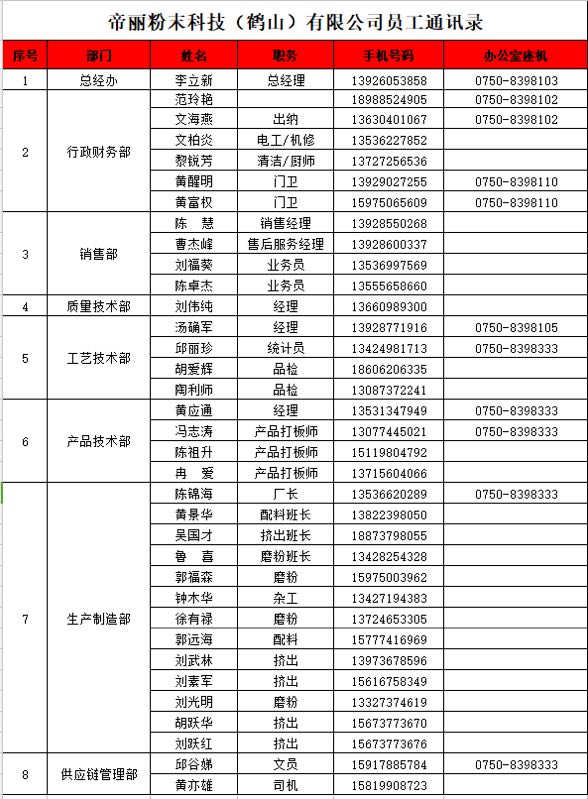 帝丽粉末科技（鹤山）有限公司员工通讯录
序号 部门 姓名 职务 手机号码 办公室座机
1 总经办 李立新 总经理 13926053858 0750-8398103
2 行政财务部 范玲艳 18988524905 0750-8398102
文海燕 出纳 13630401067 0750-8398102
文柏炎 电工/机修 13536227852
黎锐芳 清洁/厨师 13727256536
黄醒明 门卫 13929027255 0750-8398110
黄富权 门卫 15975065609 0750-8398110
3 销售部 陈 慧 销售经理 13928550268
曹杰峰 售后服务经理 13928600337
刘福葵 业务员 13536997569
陈卓杰 业务员 13555658660
4 质量技术部 刘伟纯 经理 13660989300
5 工艺技术部 汤确军 经理 13928771916 0750-8398105
邱丽珍 统计员 13424981713 0750-8398333
胡爱辉 品检 18606206335
陶利师 品检 13087372241
6 产品技术部 黄应通 经理 13531347949 0750-8398333
冯志涛 产品打板师 13077445021 0750-8398333
陈祖升 产品打板师 15119804792
冉 爱 产品打板师 13715604066
7 生产制造部 陈锦海 厂长 13536620289 0750-8398333
黄景华 配料班长 13822398050
吴国才 挤出班长 18873798055
鲁 喜 磨粉班长 13428254328
郭福森 磨粉 15975003962
钟木华 杂工 13427194383
徐有禄 磨粉 13724653305
郭远海 配料 15777416969
刘武林 挤出 13973678596
刘素军 挤出 15616758349
刘光明 磨粉 13327374619
胡跃华 挤出 15673773670
刘跃红 挤出 15673773676
8 供应链管理部 邱谷娣 文员 15917885784 0750-8398333
黄亦雄 司机 15819908723